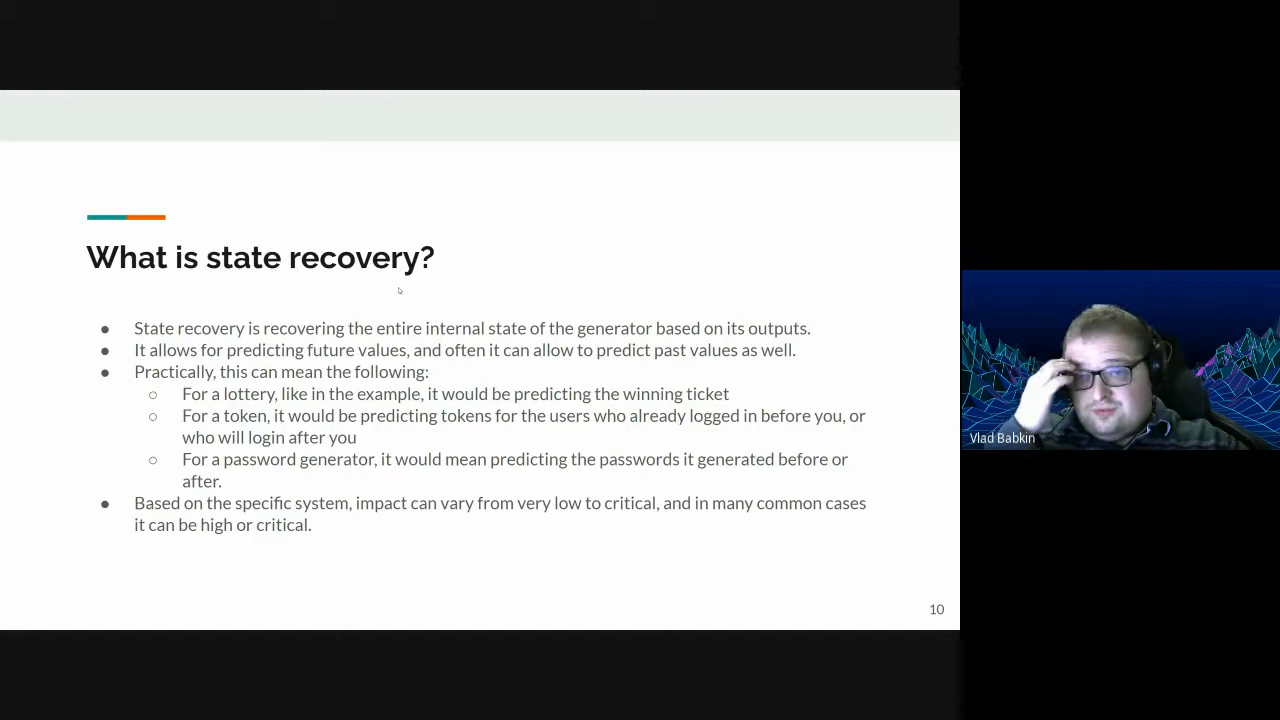 What is state recovery?
● State recovery is recovering the entire internal state of the generator based on its outputs.
● It allows for predicting future values, and often it can allow to predict past values as well.
● Practically, this can mean the following:
○ For a lottery, like in the example, it would be predicting the winning ticket
○ For a token, it would be predicting tokens for the users who already logged in before you, or
who will login after you
○ For a password generator, it would mean predicting the passwords it generated before or
after.
● Based on the specific system, impact can vary from very low to critical, and in many common cases
it can be high or critical.
10
Vlad Babkin